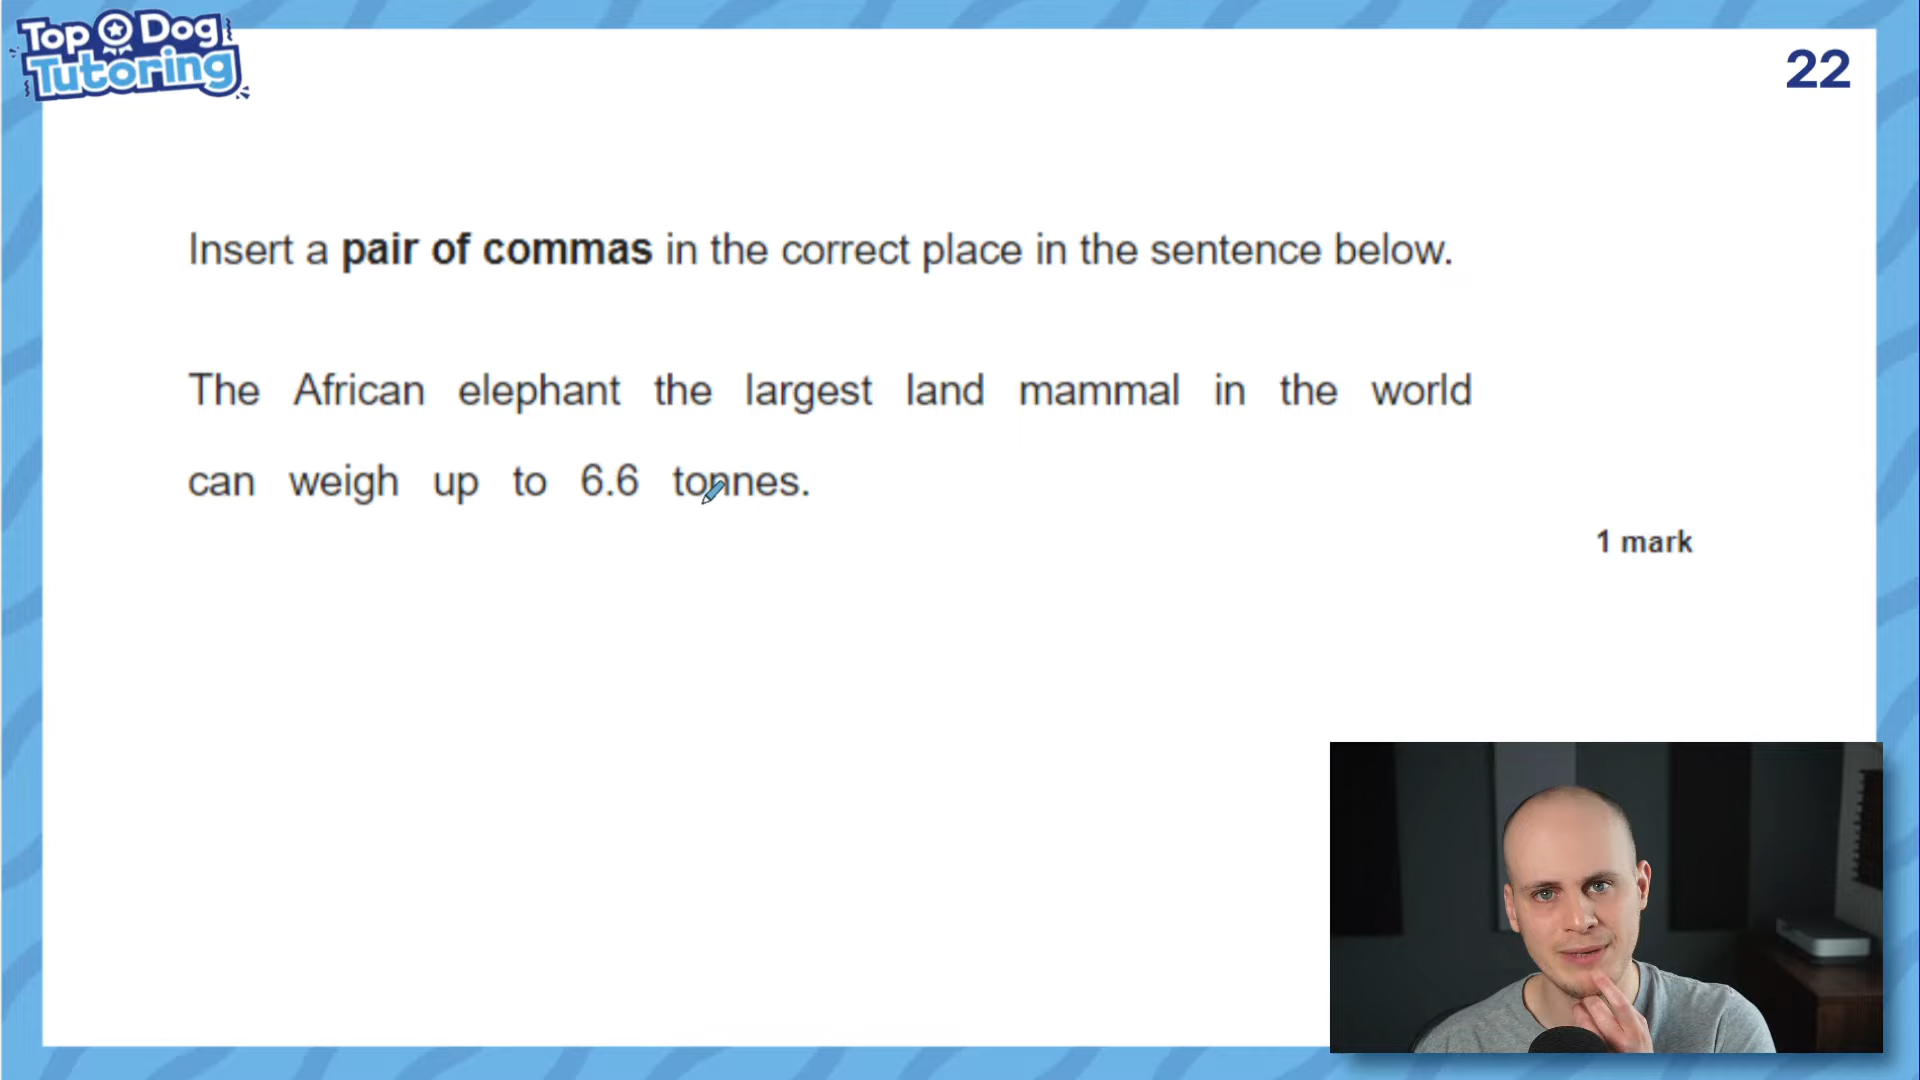 Top Dog
Tutoring
22
Insert a pair of commas in the correct place in the sentence below.
The African elephant the largest land mammal in the world
can weigh up to 6.6 tonnes.
1 mark